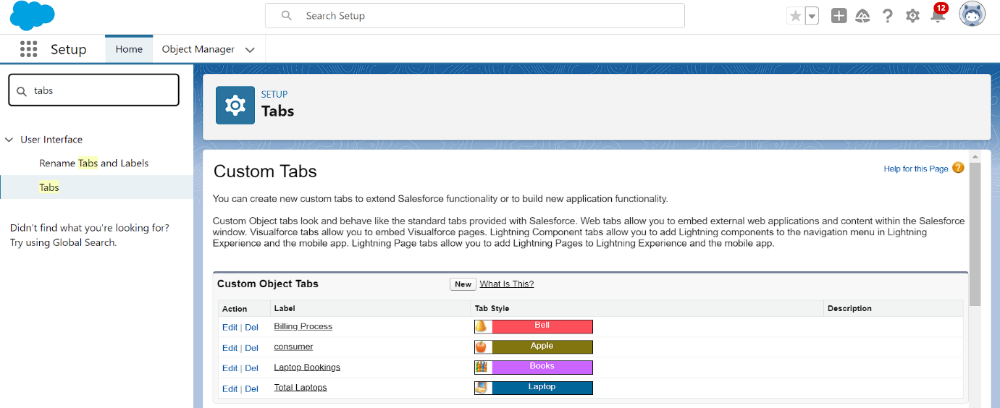 Search Setup
12
Setup
Home
Object Manager
tabs
User Interface
Rename Tabs and Labels
Tabs
Didn't find what you're looking for?
Try using Global Search.
SETUP
Tabs
Custom Tabs
Help for this Page ?
You can create new custom tabs to extend Salesforce functionality or to build new application functionality.
Custom Object tabs look and behave like the standard tabs provided with Salesforce. Web tabs allow you to embed external web applications and content within the Salesforce
window. Visualforce tabs allow you to embed Visualforce pages. Lightning Component tabs allow you to add Lightning components to the navigation menu in Lightning
Experience and the mobile app. Lightning Page tabs allow you to add Lightning Pages to Lightning Experience and the mobile app.
Custom Object Tabs New What Is This?
Action Label Tab Style Description
Edit | Del Billing Process Bell
Edit | Del consumer Apple
Edit | Del Laptop Bookings Books
Edit | Del Total Laptops Laptop